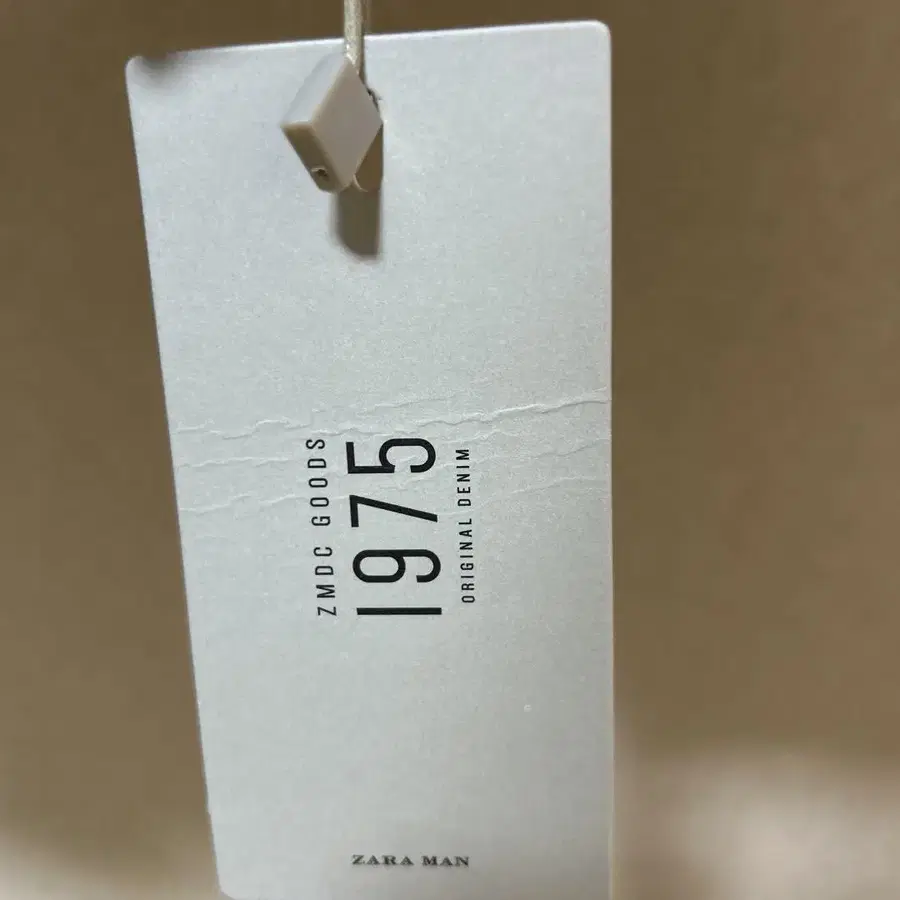 ZMDC GOODS
1975
ORIGINAL DENIM
ZARA MAN